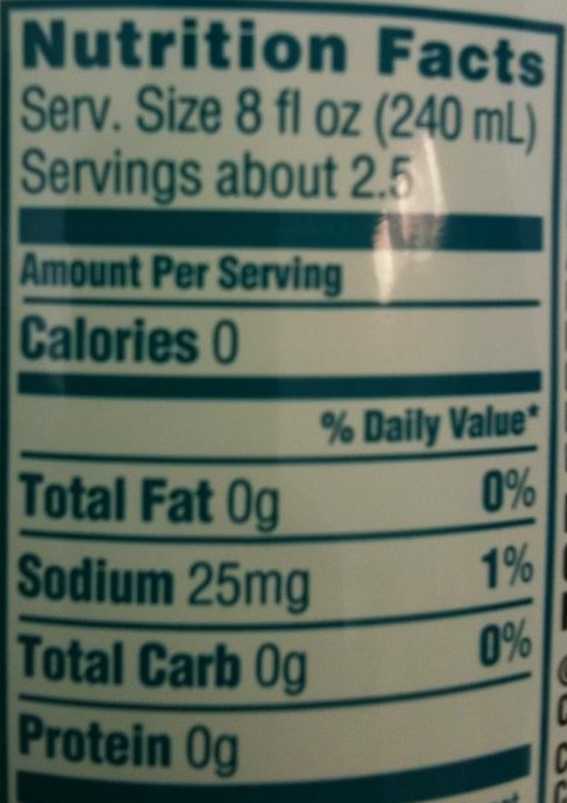 Nutrition Facts
Serv. Size 8 fl oz (240 mL)
Servings about 2.5
Amount Per Serving
Calories 0
% Daily Value*
Total Fat 0g 0%
Sodium 25mg 1%
Total Carb 0g 0%
Protein 0g